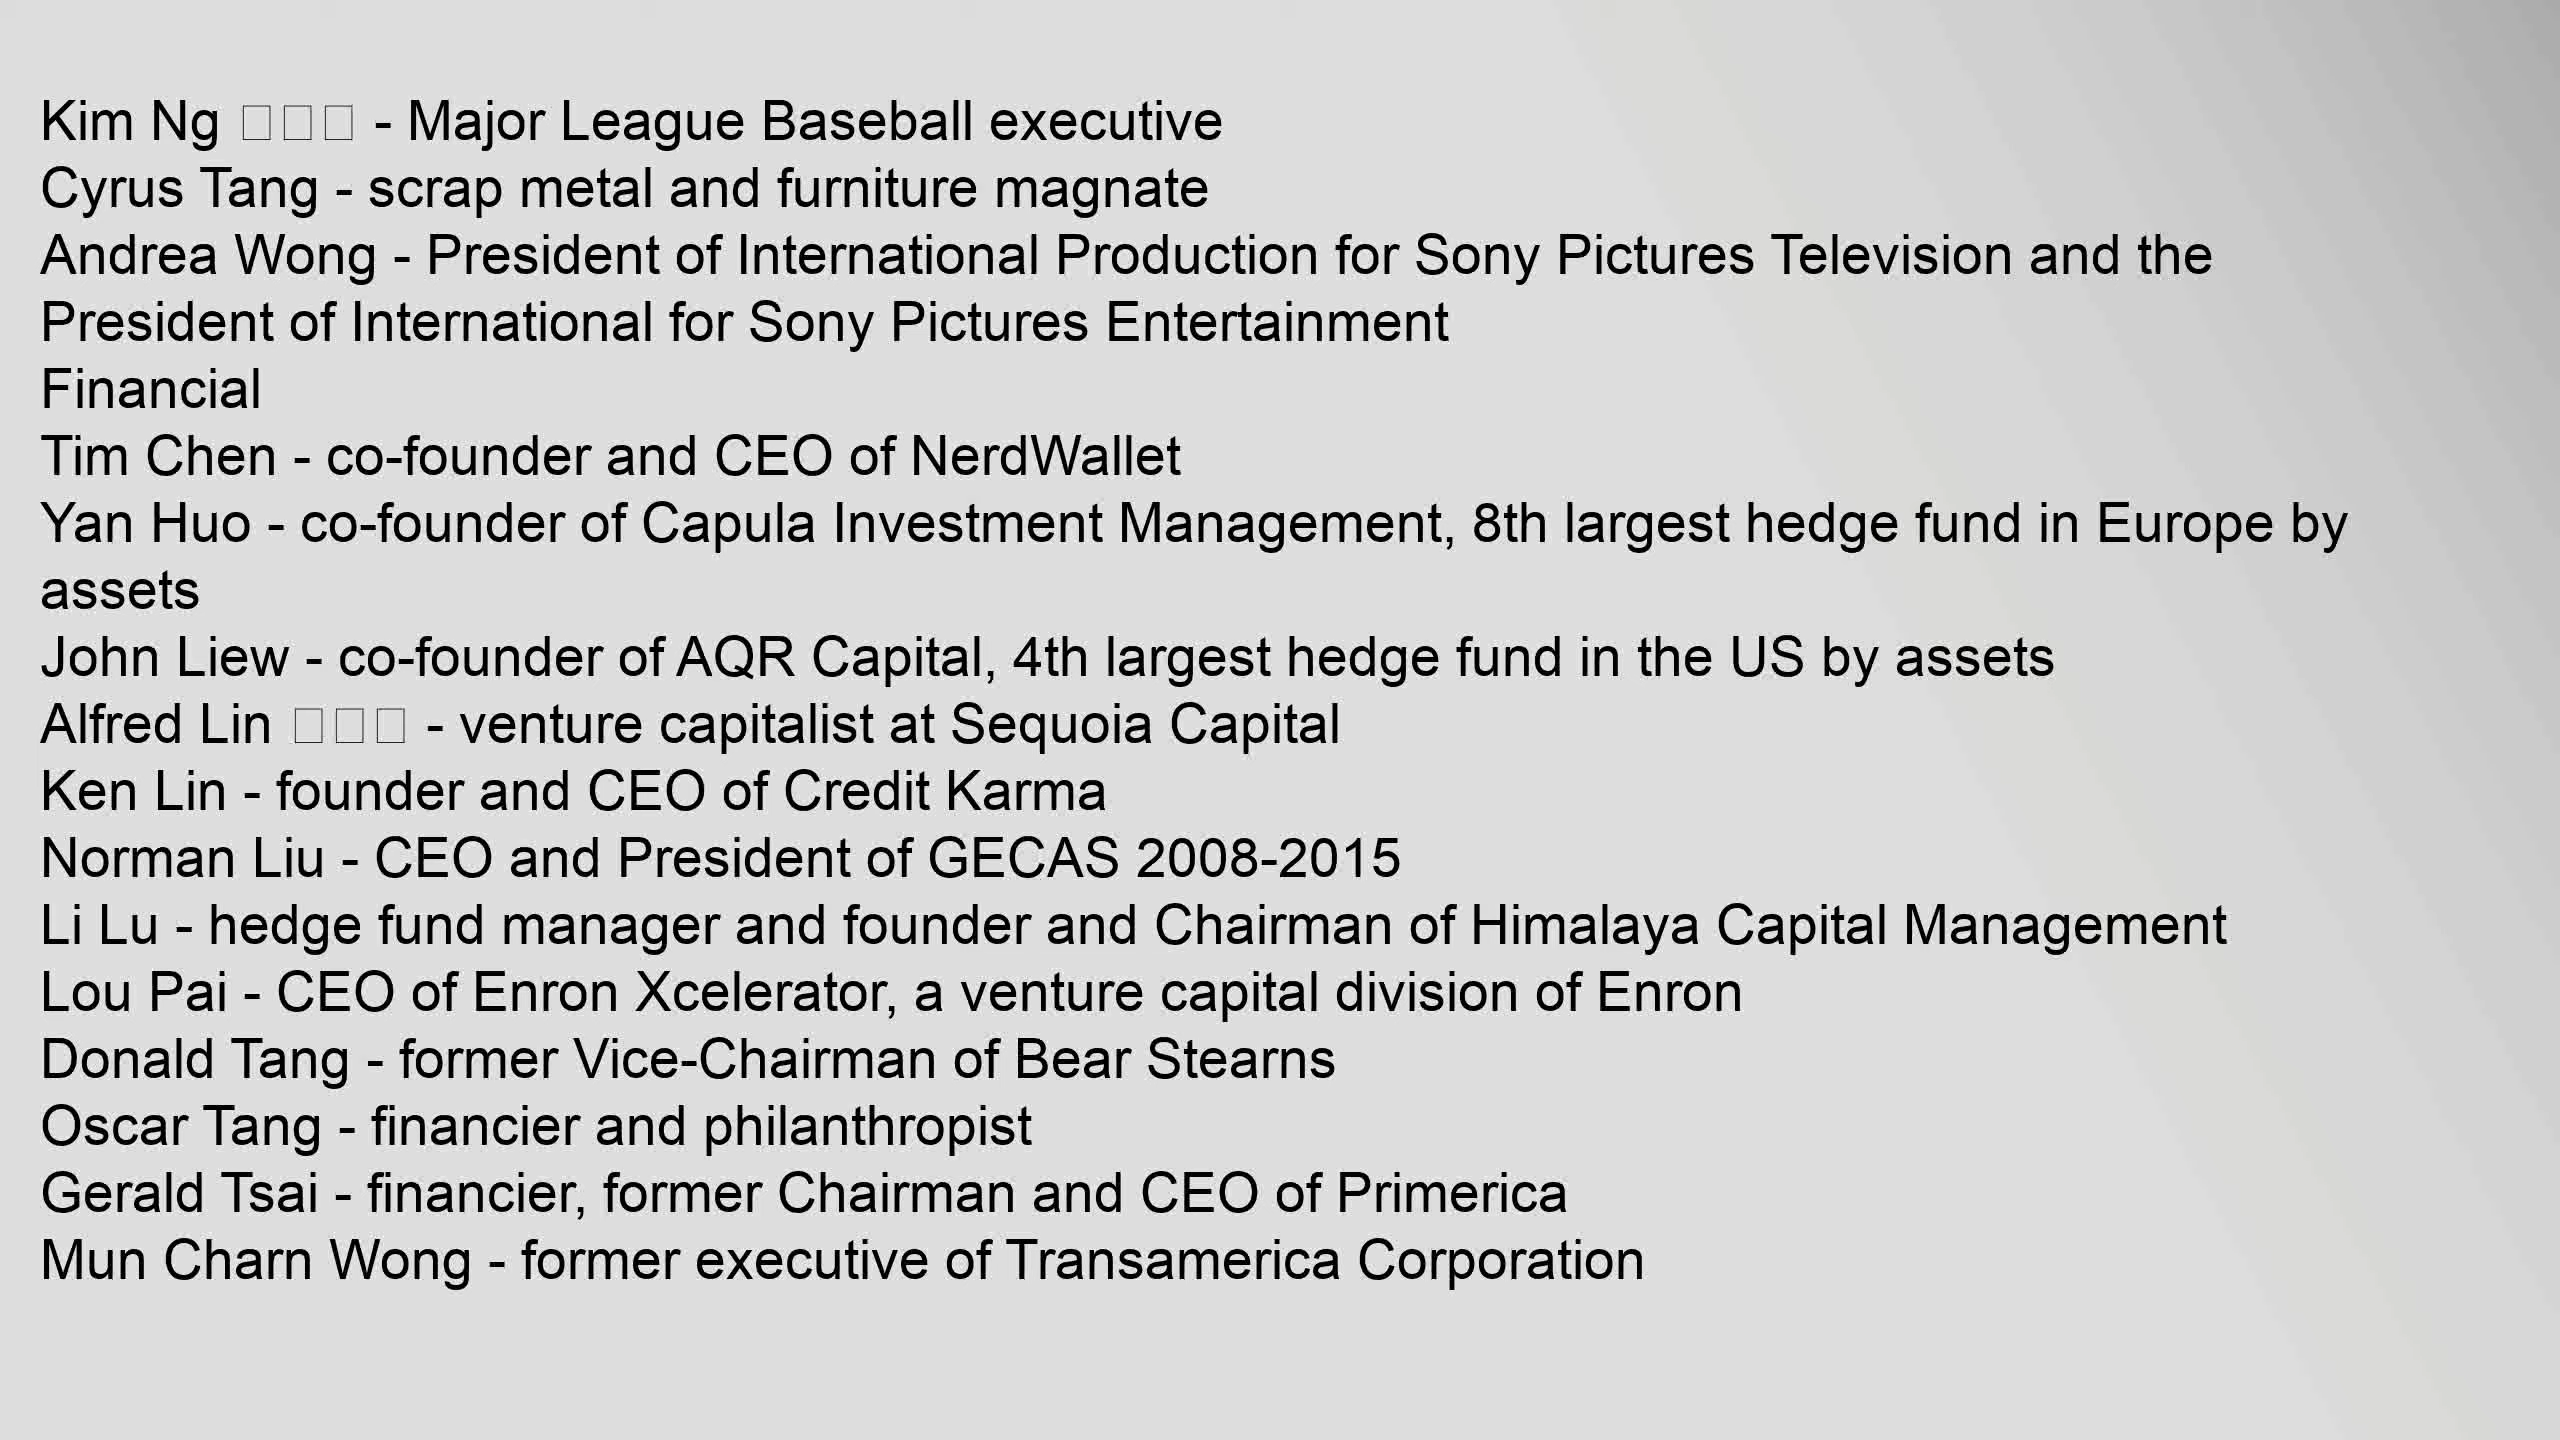 Kim Ng □□□ - Major League Baseball executive
Cyrus Tang - scrap metal and furniture magnate
Andrea Wong - President of International Production for Sony Pictures Television and the
President of International for Sony Pictures Entertainment
Financial
Tim Chen - co-founder and CEO of NerdWallet
Yan Huo - co-founder of Capula Investment Management, 8th largest hedge fund in Europe by
assets
John Liew - co-founder of AQR Capital, 4th largest hedge fund in the US by assets
Alfred Lin □□□ - venture capitalist at Sequoia Capital
Ken Lin - founder and CEO of Credit Karma
Norman Liu - CEO and President of GECAS 2008-2015
Li Lu - hedge fund manager and founder and Chairman of Himalaya Capital Management
Lou Pai - CEO of Enron Xcelerator, a venture capital division of Enron
Donald Tang - former Vice-Chairman of Bear Stearns
Oscar Tang - financier and philanthropist
Gerald Tsai - financier, former Chairman and CEO of Primerica
Mun Charn Wong - former executive of Transamerica Corporation